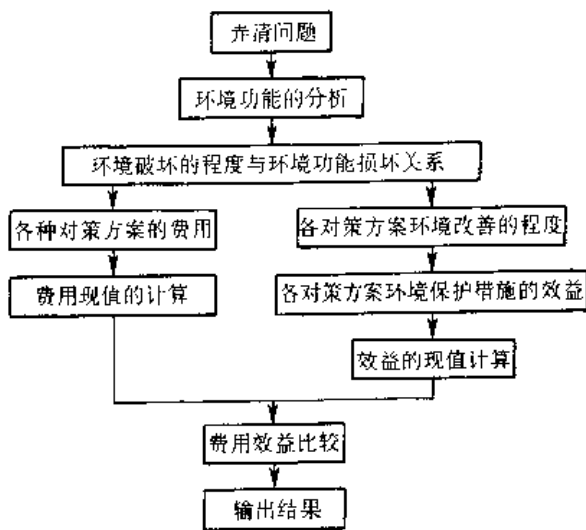 弄清问题
环境功能的分析
环境破坏的程度与环境功能损坏关系
各种对策方案的费用
各对策方案环境改善的程度
费用现值的计算
各对策方案环境保护措施的效益
效益的现值计算
费用效益比较
输出结果